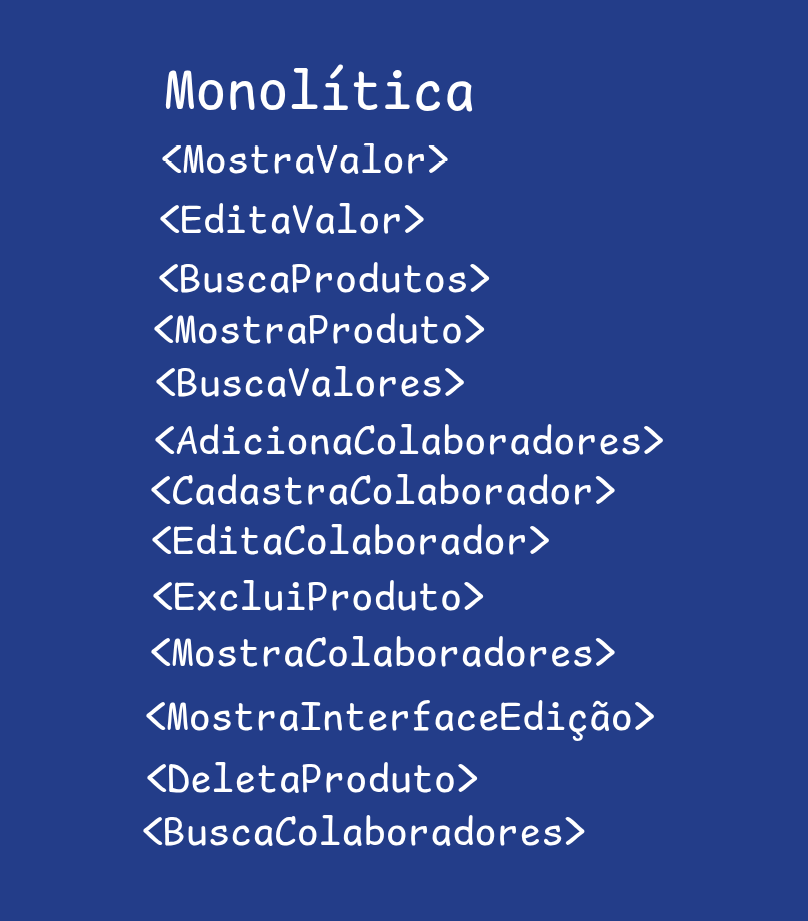 Monolítica
<MostraValor>
<EditaValor>
<BuscaProdutos>
<MostraProduto>
<BuscaValores>
<AdicionaColaboradores>
<CadastraColaborador>
<EditaColaborador>
<ExcluiProduto>
<MostraColaboradores>
<MostraInterfaceEdição>
<DeletaProduto>
<BuscaColaboradores>